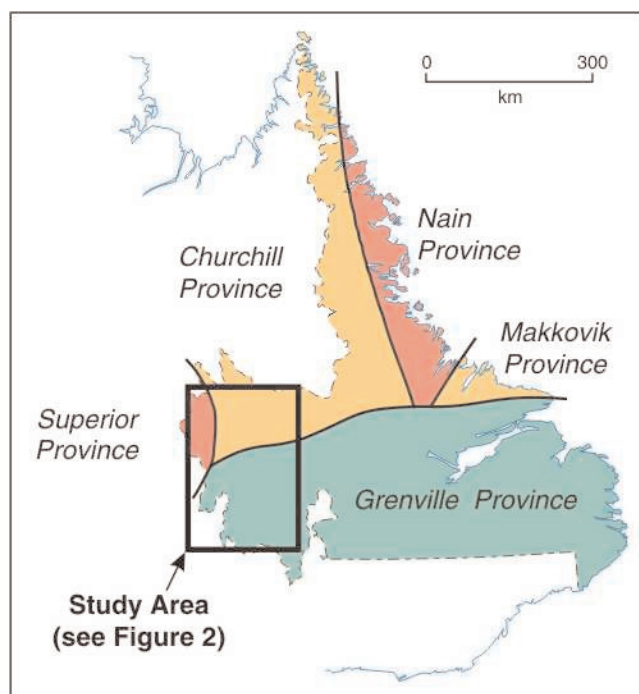 0 300
km
Nain
Province
Churchill
Province
Makkovik
Province
Superior
Province
Grenville Province
Study Area
(see Figure 2)